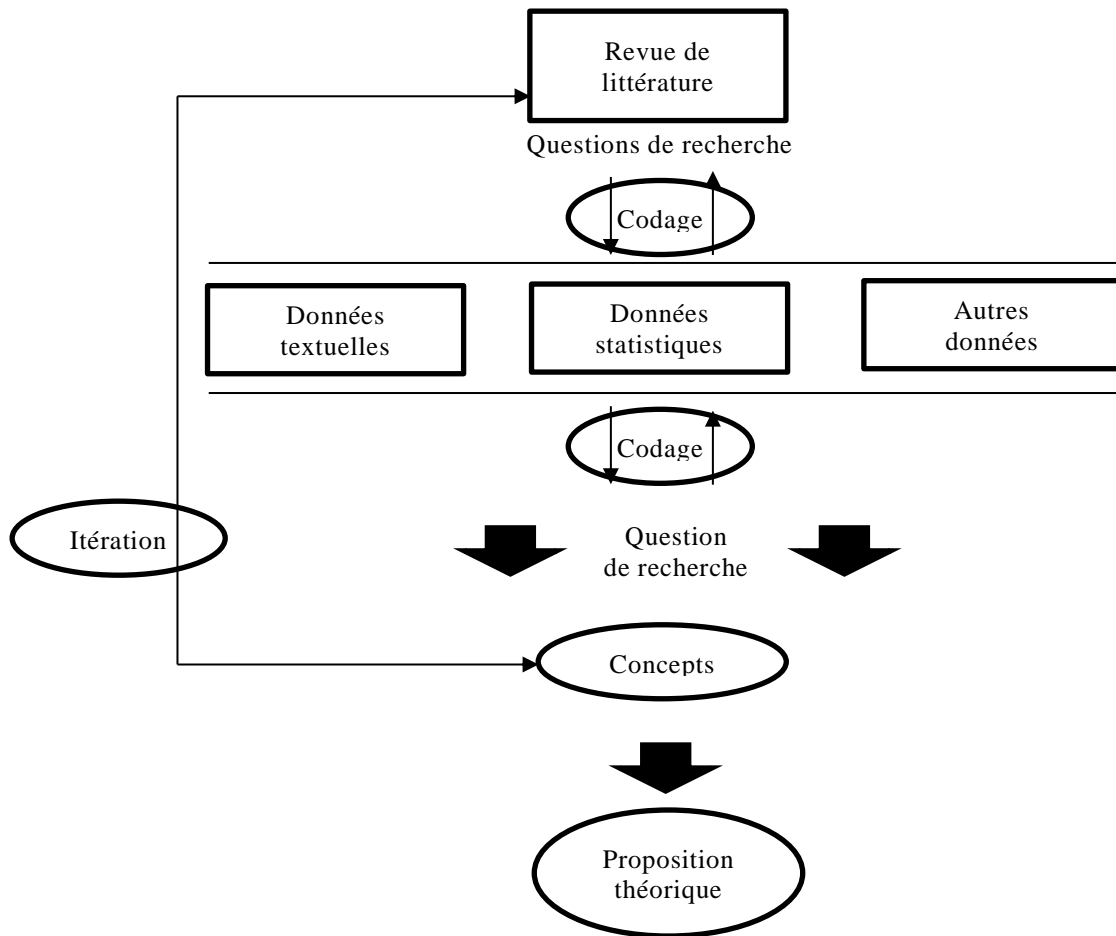 Revue de
littérature
Questions de recherche
Codage
Données
textuelles
Données
statistiques
Autres
données
Codage
Itération
Question
de recherche
Concepts
Proposition
théorique